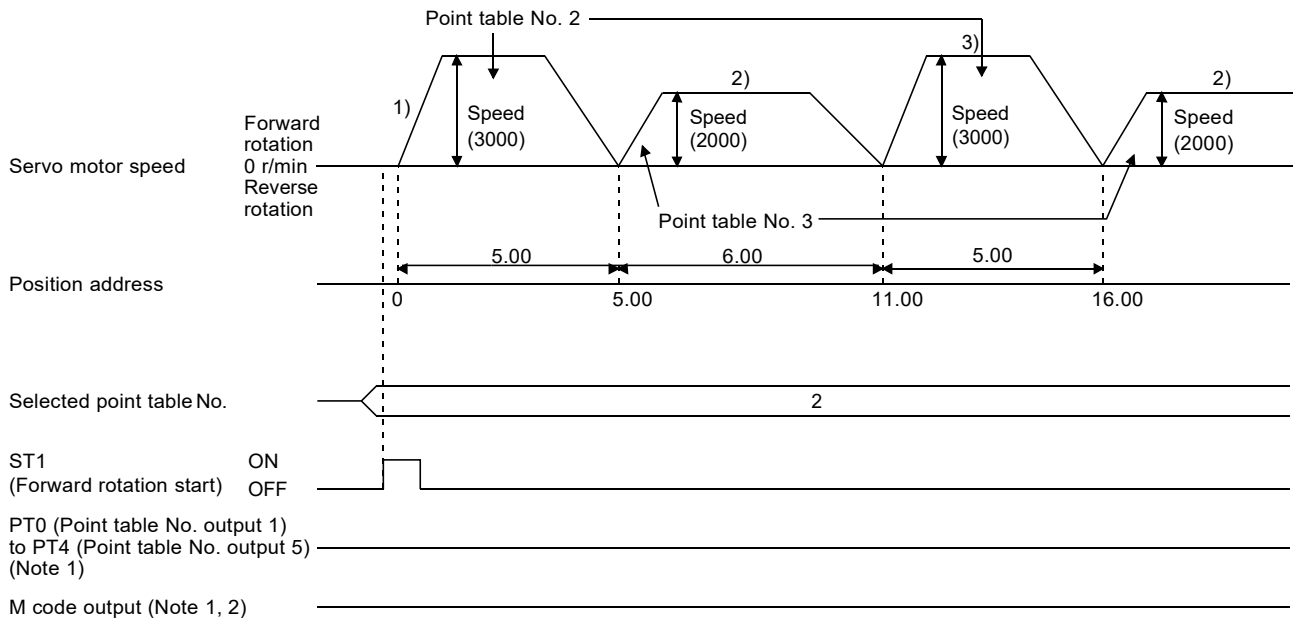 Point table No. 2
1)
2)
3)
2)
Speed
(3000)
Speed
(2000)
Speed
(3000)
Speed
(2000)
Forward
rotation
Servo motor speed 0 r/min
Reverse
rotation
Point table No. 3
5.00 6.00 5.00
Position address
0 5.00 11.00 16.00
Selected point table No. 2
ST1 ON
(Forward rotation start) OFF
PT0 (Point table No. output 1)
to PT4 (Point table No. output 5)
(Note 1)
M code output (Note 1, 2)